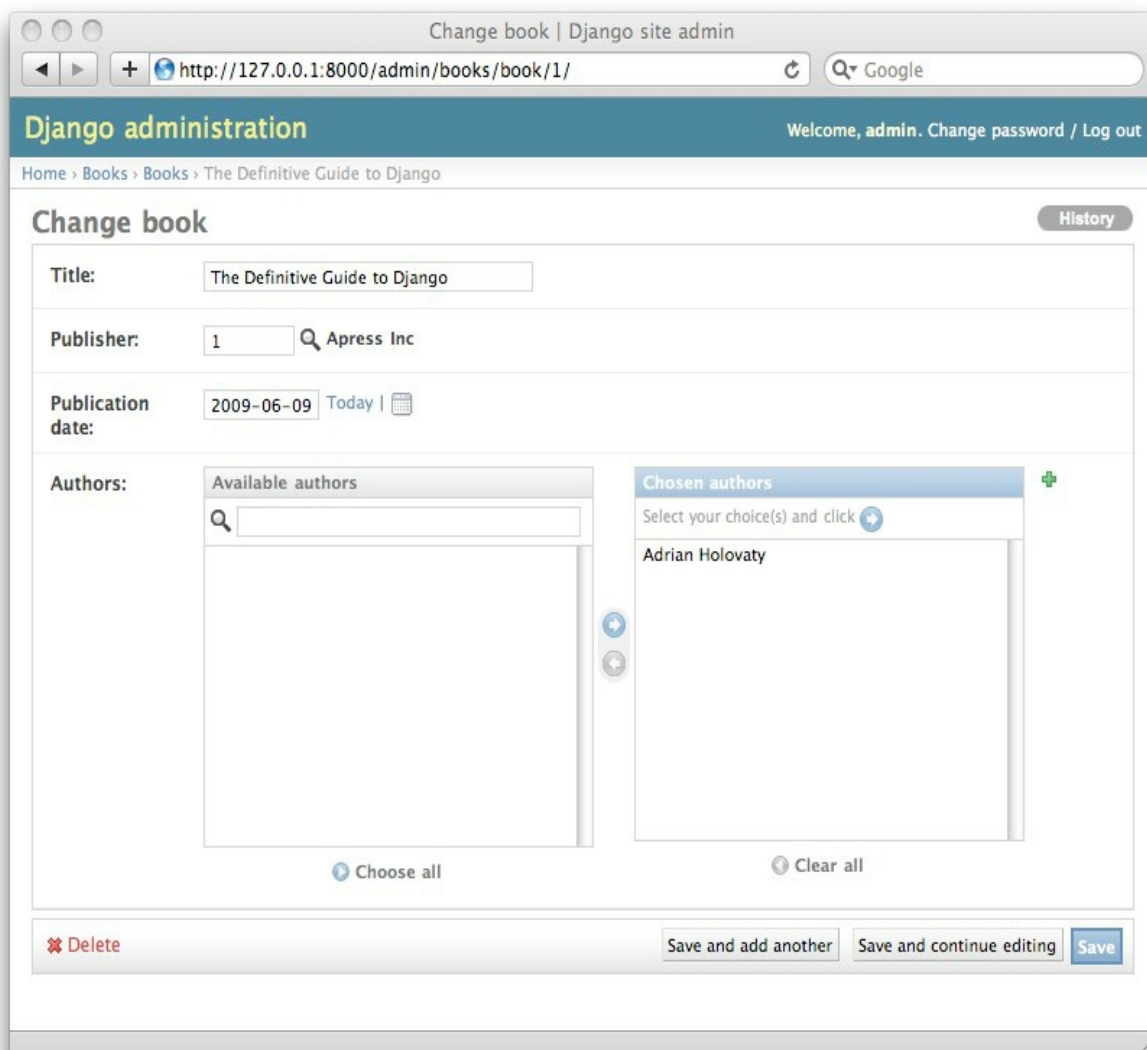 Change book | Django site admin
+ http://127.0.0.1:8000/admin/books/book/1/ Google
Django administration Welcome, admin. Change password / Log out
Home › Books › Books › The Definitive Guide to Django
Change book History
Title: The Definitive Guide to Django
Publisher: 1 Apress Inc
Publication date: 2009-06-09 Today |
Authors: Available authors Chosen authors
Select your choice(s) and click
Adrian Holovaty
Choose all Clear all
Delete Save and add another Save and continue editing Save